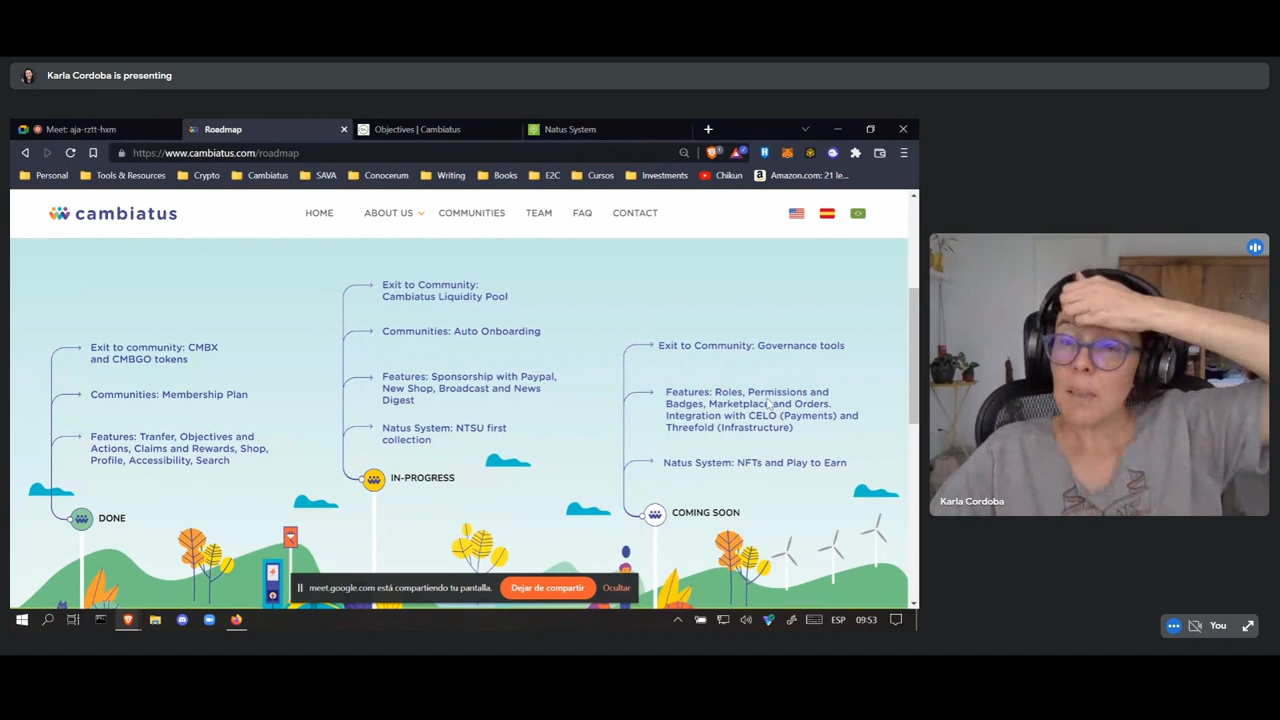 Karla Cordoba is presenting
Meet: aja-rztt-hxm
Roadmap
Objectives | Cambiatus
Natus System
https://www.cambiatus.com/roadmap
1
2
Personal
Tools & Resources
Crypto
Cambiatus
SAVA
Conocerum
Writing
Books
E2C
Cursos
Investments
Chikun
Amazon.com: 21 le...
cambiatus
HOME
ABOUT US
COMMUNITIES
TEAM
FAQ
CONTACT
Exit to community: CMBX
and CMBGO tokens
Communities: Membership Plan
Features: Tranfer, Objectives and
Actions, Claims and Rewards, Shop,
Profile, Accessibility, Search
DONE
Exit to Community:
Cambiatus Liquidity Pool
Communities: Auto Onboarding
Features: Sponsorship with Paypal,
New Shop, Broadcast and News
Digest
Natus System: NTSU first
collection
IN-PROGRESS
Exit to Community: Governance tools
Features: Roles, Permissions and
Badges, Marketplace and Orders.
Integration with CELO (Payments) and
Threefold (Infrastructure)
Natus System: NFTs and Play to Earn
COMING SOON
meet.google.com está compartiendo tu pantalla.
Dejar de compartir
Ocultar
ESP
09:53
Karla Cordoba
You